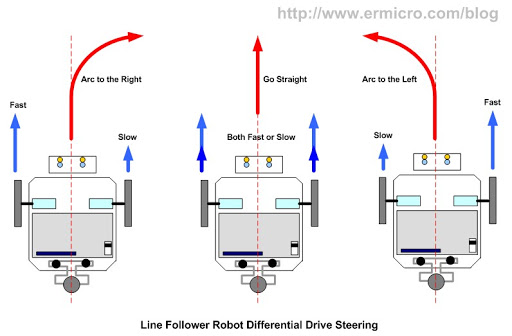 http://www.ermicro.com/blog
Arc to the Right
Go Straight
Arc to the Left
Fast
Slow
Both Fast or Slow
Slow
Fast
Line Follower Robot Differential Drive Steering